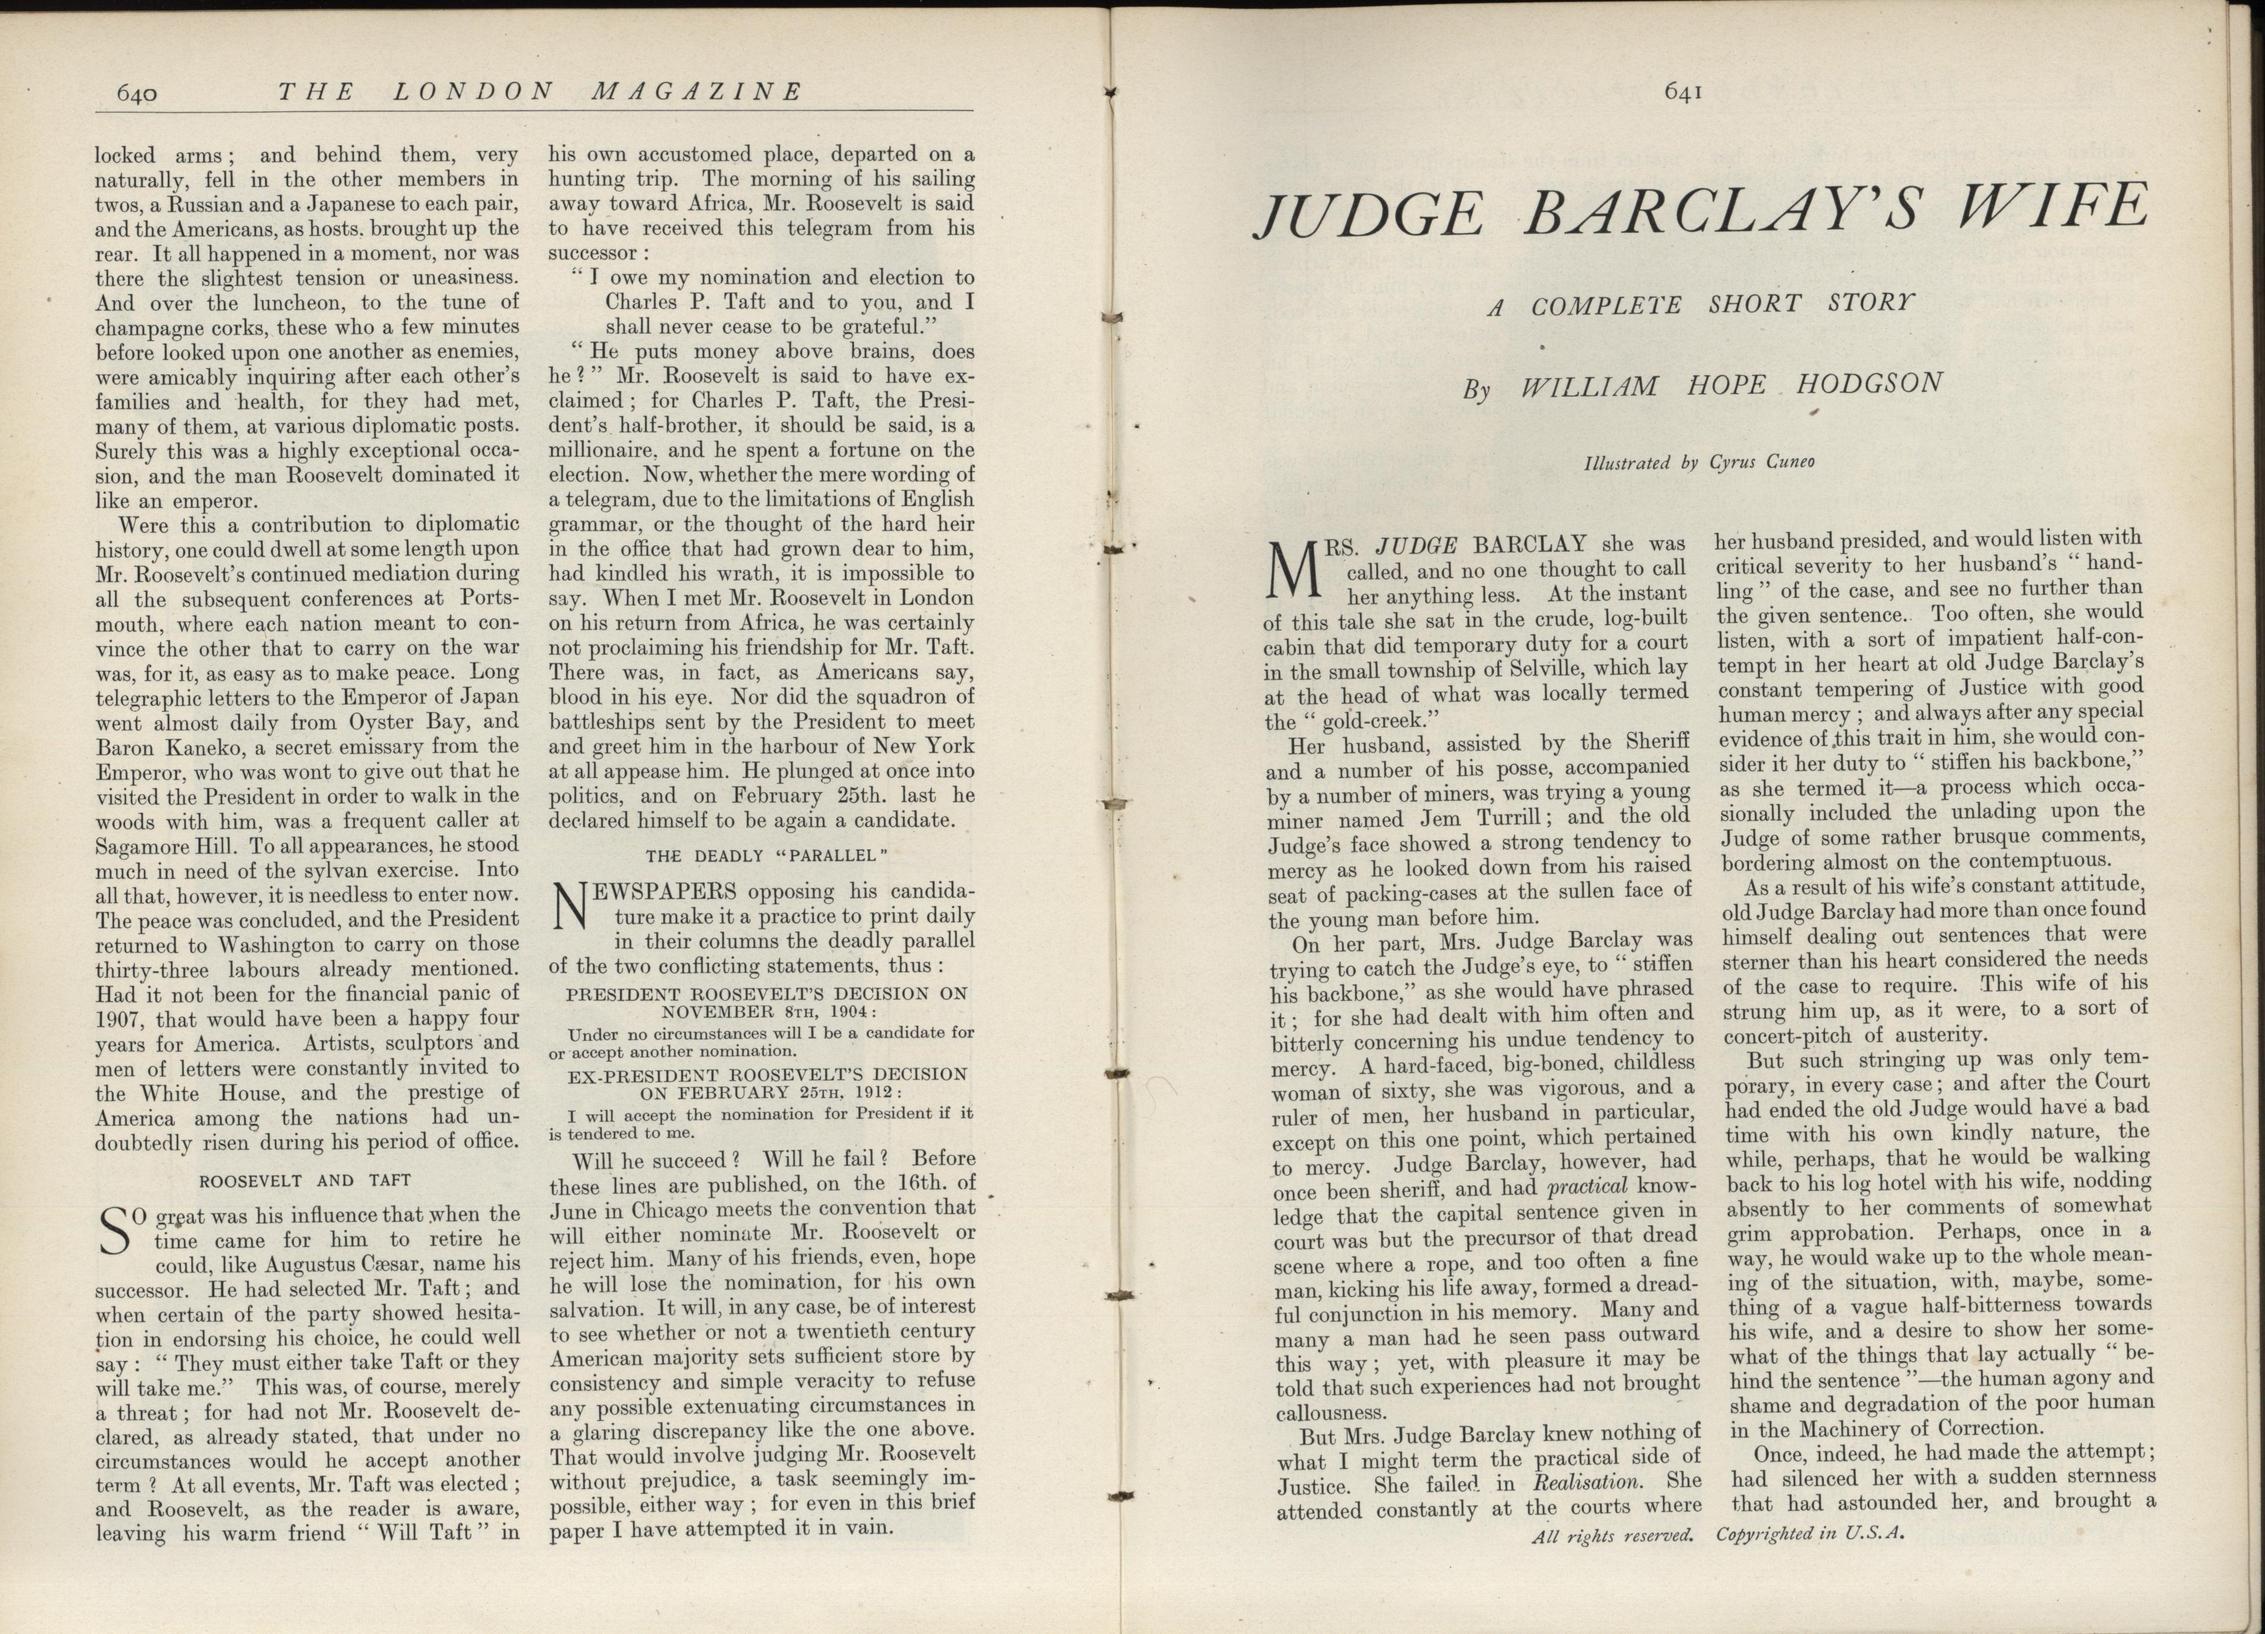 640 THE LONDON MAGAZINE
locked arms; and behind them, very
naturally, fell in the other members in
twos, a Russian and a Japanese to each pair,
and the Americans, as hosts, brought up the
rear. It all happened in a moment, nor was
there the slightest tension or uneasiness.
And over the luncheon, to the tune of
champagne corks, these who a few minutes
before looked upon one another as enemies,
were amicably inquiring after each other's
families and health, for they had met,
many of them, at various diplomatic posts.
Surely this was a highly exceptional occa-
sion, and the man Roosevelt dominated it
like an emperor.
Were this a contribution to diplomatic
history, one could dwell at some length upon
Mr. Roosevelt's continued mediation during
all the subsequent conferences at Ports-
mouth, where each nation meant to con-
vince the other that to carry on the war
was, for it, as easy as to make peace. Long
telegraphic letters to the Emperor of Japan
went almost daily from Oyster Bay, and
Baron Kaneko, a secret emissary from the
Emperor, who was wont to give out that he
visited the President in order to walk in the
woods with him, was a frequent caller at
Sagamore Hill. To all appearances, he stood
much in need of the sylvan exercise. Into
all that, however, it is needless to enter now.
The peace was concluded, and the President
returned to Washington to carry on those
thirty-three labours already mentioned.
Had it not been for the financial panic of
1907, that would have been a happy four
years for America. Artists, sculptors and
men of letters were constantly invited to
the White House, and the prestige of
America among the nations had un-
doubtedly risen during his period of office.
ROOSEVELT AND TAFT
SO great was his influence that when the
time came for him to retire he
could, like Augustus Cæsar, name his
successor. He had selected Mr. Taft; and
when certain of the party showed hesita-
tion in endorsing his choice, he could well
say: "They must either take Taft or they
will take me." This was, of course, merely
a threat; for had not Mr. Roosevelt de-
clared, as already stated, that under no
circumstances would he accept another
term? At all events, Mr. Taft was elected;
and Roosevelt, as the reader is aware,
leaving his warm friend "Will Taft" in
his own accustomed place, departed on a
hunting trip. The morning of his sailing
away toward Africa, Mr. Roosevelt is said
to have received this telegram from his
successor:
"I owe my nomination and election to
Charles P. Taft and to you, and I
shall never cease to be grateful."
"He puts money above brains, does
he?" Mr. Roosevelt is said to have ex-
claimed; for Charles P. Taft, the Presi-
dent's half-brother, it should be said, is a
millionaire, and he spent a fortune on the
election. Now, whether the mere wording of
a telegram, due to the limitations of English
grammar, or the thought of the hard heir
in the office that had grown dear to him,
had kindled his wrath, it is impossible to
say. When I met Mr. Roosevelt in London
on his return from Africa, he was certainly
not proclaiming his friendship for Mr. Taft.
There was, in fact, as Americans say,
blood in his eye. Nor did the squadron of
battleships sent by the President to meet
and greet him in the harbour of New York
at all appease him. He plunged at once into
politics, and on February 25th. last he
declared himself to be again a candidate.
THE DEADLY "PARALLEL"
NEWSPAPERS opposing his candida-
ture make it a practice to print daily
in their columns the deadly parallel
of the two conflicting statements, thus:
PRESIDENT ROOSEVELT'S DECISION ON
NOVEMBER 8TH, 1904:
Under no circumstances will I be a candidate for
or accept another nomination.
EX-PRESIDENT ROOSEVELT'S DECISION
ON FEBRUARY 25TH, 1912:
I will accept the nomination for President if it
is tendered to me.
Will he succeed? Will he fail? Before
these lines are published, on the 16th. of
June in Chicago meets the convention that
will either nominate Mr. Roosevelt or
reject him. Many of his friends, even, hope
he will lose the nomination, for his own
salvation. It will, in any case, be of interest
to see whether or not a twentieth century
American majority sets sufficient store by
consistency and simple veracity to refuse
any possible extenuating circumstances in
a glaring discrepancy like the one above.
That would involve judging Mr. Roosevelt
without prejudice, a task seemingly im-
possible, either way; for even in this brief
paper I have attempted it in vain.
641
JUDGE BARCLAY'S WIFE
A COMPLETE SHORT STORY
By WILLIAM HOPE HODGSON
Illustrated by Cyrus Cuneo
MRS. JUDGE BARCLAY she was
called, and no one thought to call
her anything less. At the instant
of this tale she sat in the crude, log-built
cabin that did temporary duty for a court
in the small township of Selville, which lay
at the head of what was locally termed
the "gold-creek."
Her husband, assisted by the Sheriff
and a number of his posse, accompanied
by a number of miners, was trying a young
miner named Jem Turrill; and the old
Judge's face showed a strong tendency to
mercy as he looked down from his raised
seat of packing-cases at the sullen face of
the young man before him.
On her part, Mrs. Judge Barclay was
trying to catch the Judge's eye, to "stiffen
his backbone," as she would have phrased
it; for she had dealt with him often and
bitterly concerning his undue tendency to
mercy. A hard-faced, big-boned, childless
woman of sixty, she was vigorous, and a
ruler of men, her husband in particular,
except on this one point, which pertained
to mercy. Judge Barclay, however, had
once been sheriff, and had practical know-
ledge that the capital sentence given in
court was but the precursor of that dread
scene where a rope, and too often a fine
man, kicking his life away, formed a dread-
ful conjunction in his memory. Many and
many a man had he seen pass outward
this way; yet, with pleasure it may be
told that such experiences had not brought
callousness.
But Mrs. Judge Barclay knew nothing of
what I might term the practical side of
Justice. She failed in Realisation. She
attended constantly at the courts where
her husband presided, and would listen with
critical severity to her husband's "hand-
ling" of the case, and see no further than
the given sentence. Too often, she would
listen, with a sort of impatient half-con-
tempt in her heart at old Judge Barclay's
constant tempering of Justice with good
human mercy; and always after any special
evidence of this trait in him, she would con-
sider it her duty to "stiffen his backbone,"
as she termed it—a process which occa-
sionally included the unlading upon the
Judge of some rather brusque comments,
bordering almost on the contemptuous.
As a result of his wife's constant attitude,
old Judge Barclay had more than once found
himself dealing out sentences that were
sterner than his heart considered the needs
of the case to require. This wife of his
strung him up, as it were, to a sort of
concert-pitch of austerity.
But such stringing up was only tem-
porary, in every case; and after the Court
had ended the old Judge would have a bad
time with his own kindly nature, the
while, perhaps, that he would be walking
back to his log hotel with his wife, nodding
absently to her comments of somewhat
grim approbation. Perhaps, once in a
way, he would wake up to the whole mean-
ing of the situation, with, maybe, some-
thing of a vague half-bitterness towards
his wife, and a desire to show her some-
what of the things that lay actually "be-
hind the sentence"—the human agony and
shame and degradation of the poor human
in the Machinery of Correction.
Once, indeed, he had made the attempt;
had silenced her with a sudden sternness
that had astounded her, and brought a
All rights reserved. Copyrighted in U.S.A.